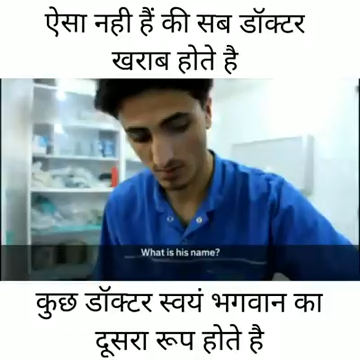 ऐसा नही हैं की सब डॉक्टर
खराब होते है
What is his name?
कुछ डॉक्टर स्वयं भगवान का
दूसरा रूप होते है